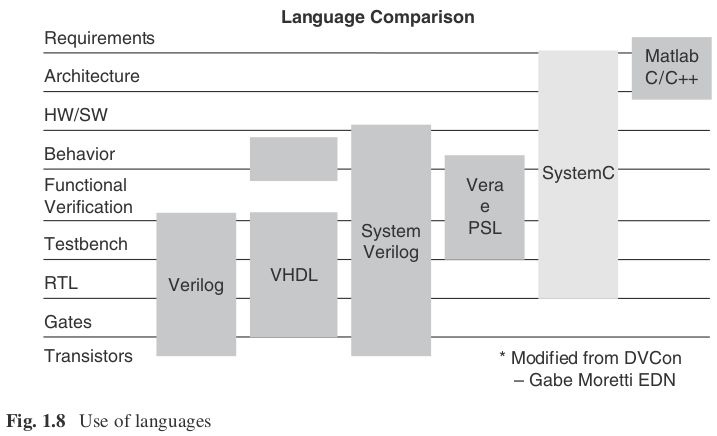 Language Comparison
Requirements
Architecture
HW/SW
Behavior
Functional
Verification
Testbench
RTL
Gates
Transistors
Verilog
VHDL
System
Verilog
Vera
e
PSL
SystemC
Matlab
C/C++
* Modified from DVCon
– Gabe Moretti EDN
Fig. 1.8 Use of languages